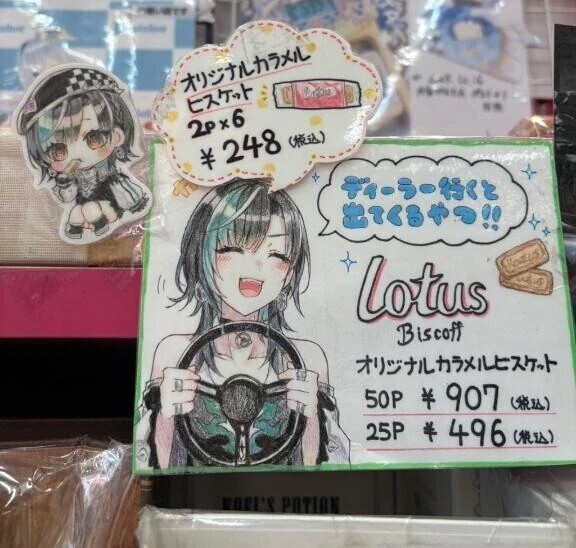 オリジナルカラメル
ビスケット
2P×6
¥248(税込)
Lotus
ディーラー行くと
出てくるやつ!!
Lotus
Biscoff
LOTUS
オリジナルカラメルビスケット
50P ¥907(税込)
25P ¥496(税込)
NOEL'S POTION